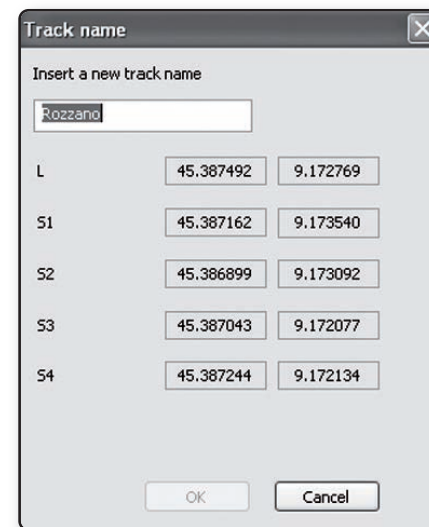 Track name
Insert a new track name
Rozzano
L 45.387492 9.172769
S1 45.387162 9.173540
S2 45.386899 9.173092
S3 45.387043 9.172077
S4 45.387244 9.172134
OK Cancel